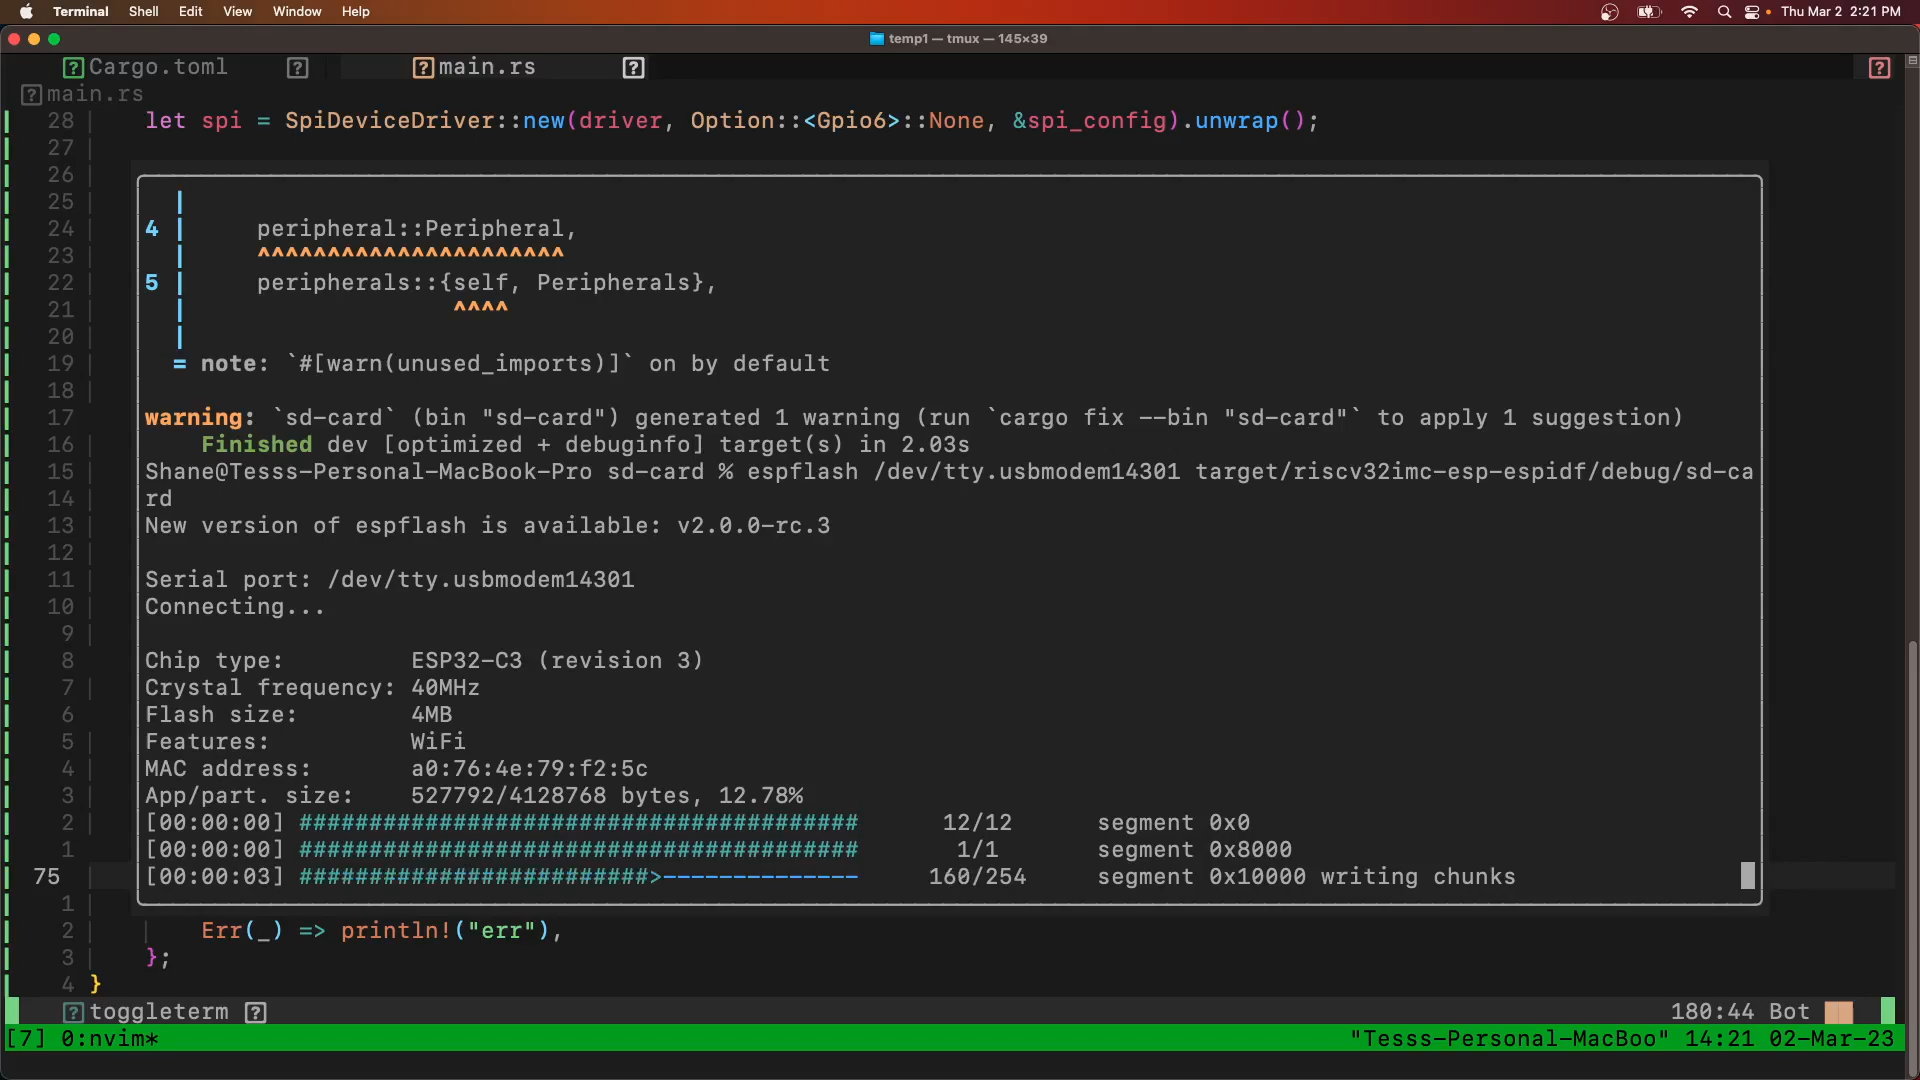 Terminal Shell Edit View Window Help Thu Mar 2 2:21 PM
temp1 — tmux — 145×39
Cargo.toml main.rs
main.rs
28 let spi = SpiDeviceDriver::new(driver, Option::<Gpio6>::None, &spi_config).unwrap();
27
26
25 |
24 4 | peripheral::Peripheral,
23 | ^^^^^^^^^^^^^^^^^^^^^^
22 5 | peripherals::{self, Peripherals},
21 | ^^^^
20 |
19 = note: `#[warn(unused_imports)]` on by default
18
17 warning: `sd-card` (bin "sd-card") generated 1 warning (run `cargo fix --bin "sd-card"` to apply 1 suggestion)
16 Finished dev [optimized + debuginfo] target(s) in 2.03s
15 Shane@Tesss-Personal-MacBook-Pro sd-card % espflash /dev/tty.usbmodem14301 target/riscv32imc-esp-espidf/debug/sd-ca
14 rd
13 New version of espflash is available: v2.0.0-rc.3
12
11 Serial port: /dev/tty.usbmodem14301
10 Connecting...
9
8 Chip type: ESP32-C3 (revision 3)
7 Crystal frequency: 40MHz
6 Flash size: 4MB
5 Features: WiFi
4 MAC address: a0:76:4e:79:f2:5c
3 App/part. size: 527792/4128768 bytes, 12.78%
2 [00:00:00] ######################################## 12/12 segment 0x0
1 [00:00:00] ######################################## 1/1 segment 0x8000
75 [00:00:03] #########################>-------------- 160/254 segment 0x10000 writing chunks
1
2 Err(_) => println!("err"),
3 };
4 }
toggleterm 180:44 Bot
[7] 0:nvim* "Tesss-Personal-MacBoo" 14:21 02-Mar-23